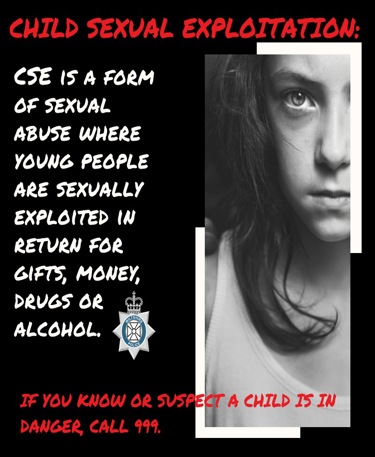 CHILD SEXUAL EXPLOITATION:
CSE IS A FORM
OF SEXUAL
ABUSE WHERE
YOUNG PEOPLE
ARE SEXUALLY
EXPLOITED IN
RETURN FOR
GIFTS, MONEY,
DRUGS OR
ALCOHOL.
IF YOU KNOW OR SUSPECT A CHILD IS IN
DANGER, CALL 999.